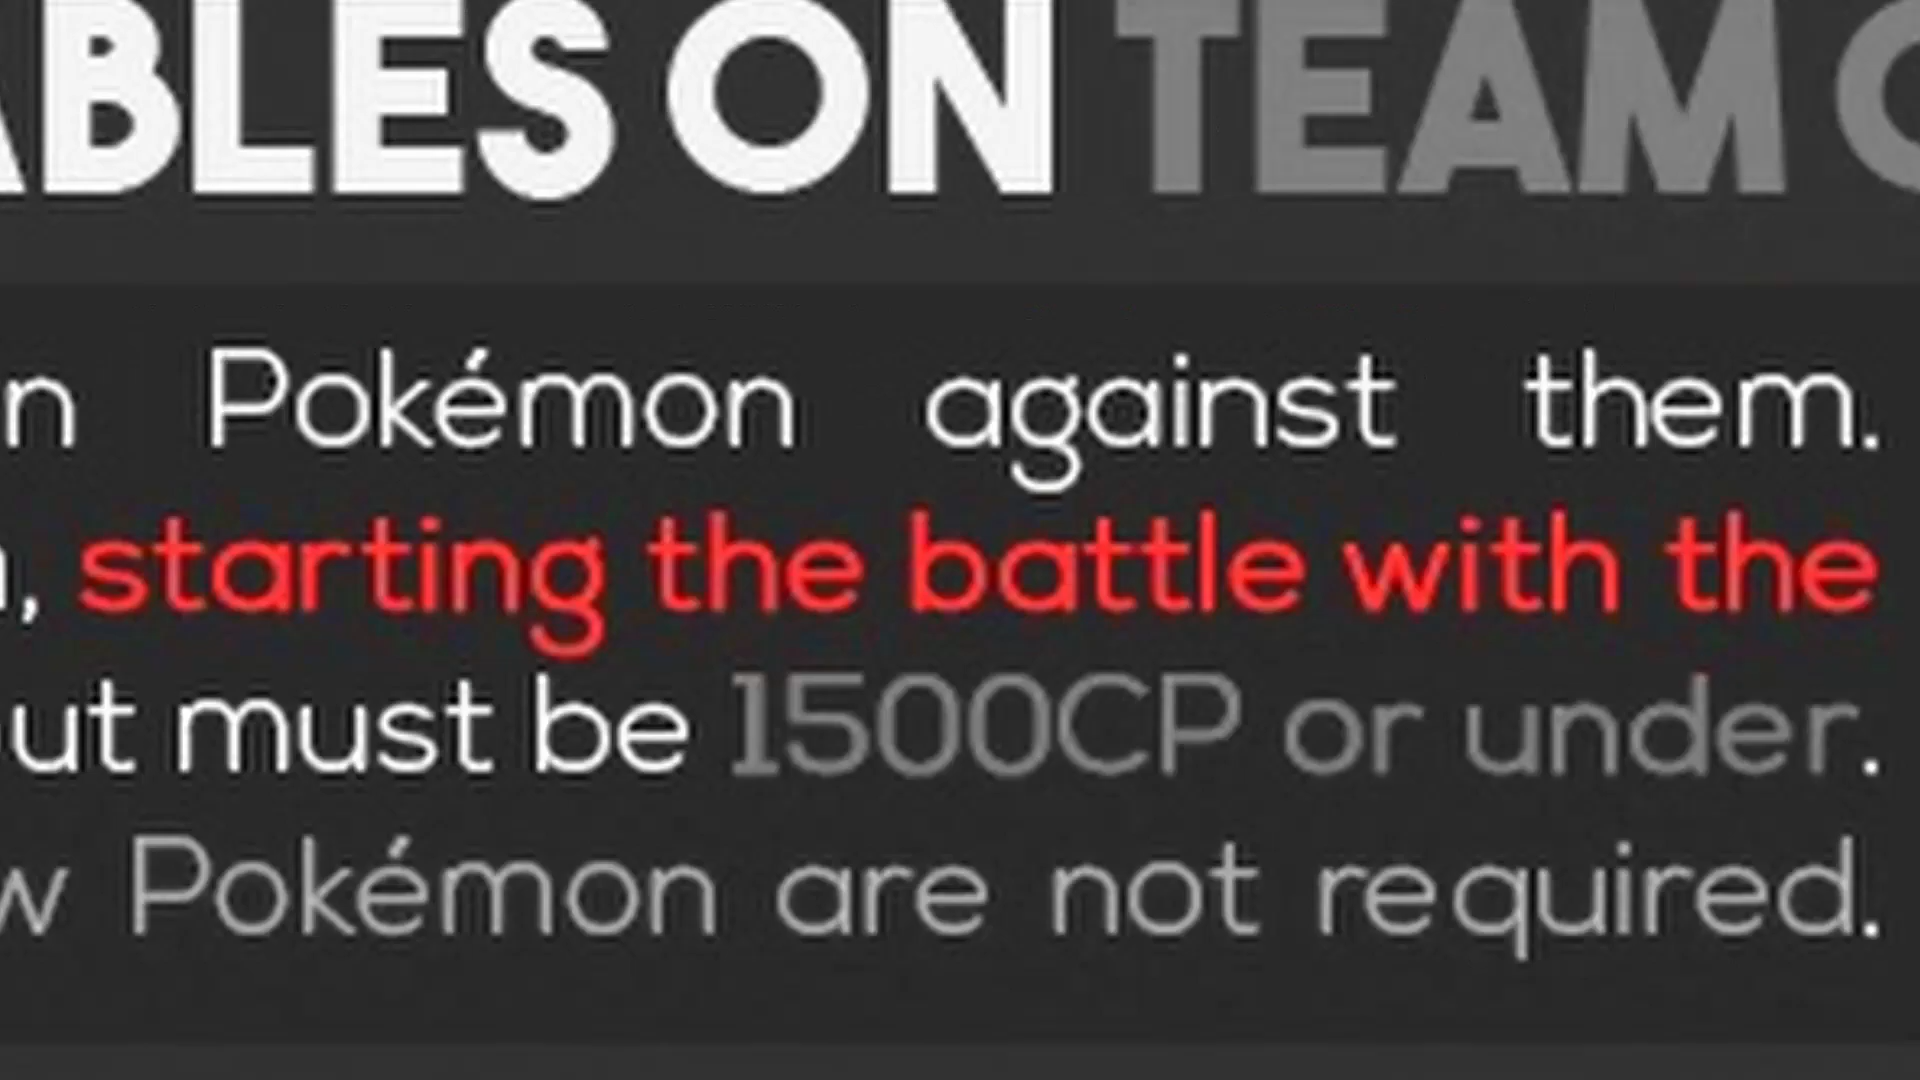 ABLES ON TEAM
Pokémon against them.
starting the battle with the
must be 1500CP or under.
Pokémon are not required.